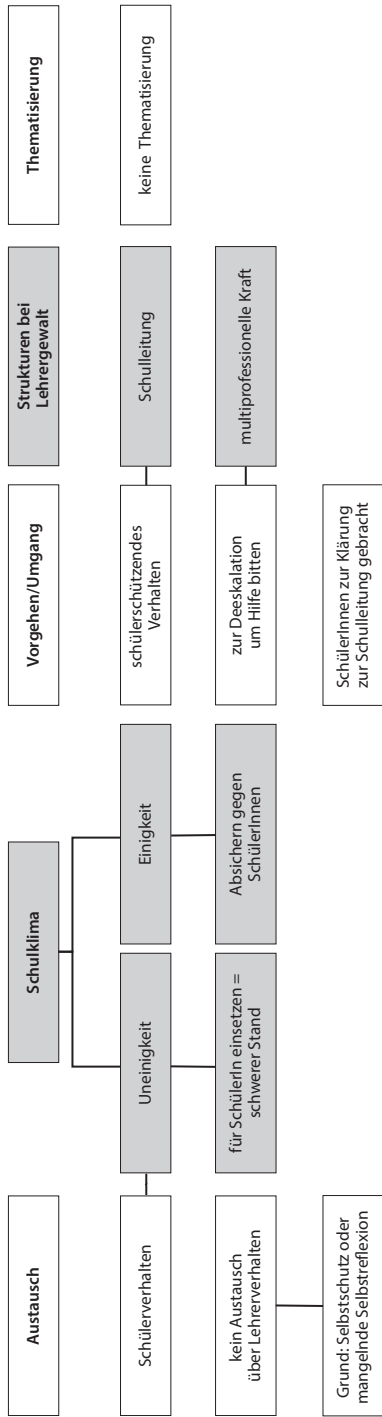 Austausch
Schülerverhalten
kein Austausch
über Lehrerverhalten
Grund: Selbstschutz oder
mangelnde Selbstreflexion
Schulklima
Uneinigkeit
Einigkeit
für SchülerIn einsetzen =
schwerer Stand
Absichern gegen
SchülerInnen
Vorgehen/Umgang
schülerschützendes
Verhalten
zur Deeskalation
um Hilfe bitten
SchülerInnen zur Klärung
zur Schulleitung gebracht
Strukturen bei
Lehrergewalt
Schulleitung
multiprofessionelle Kraft
Thematisierung
keine Thematisierung